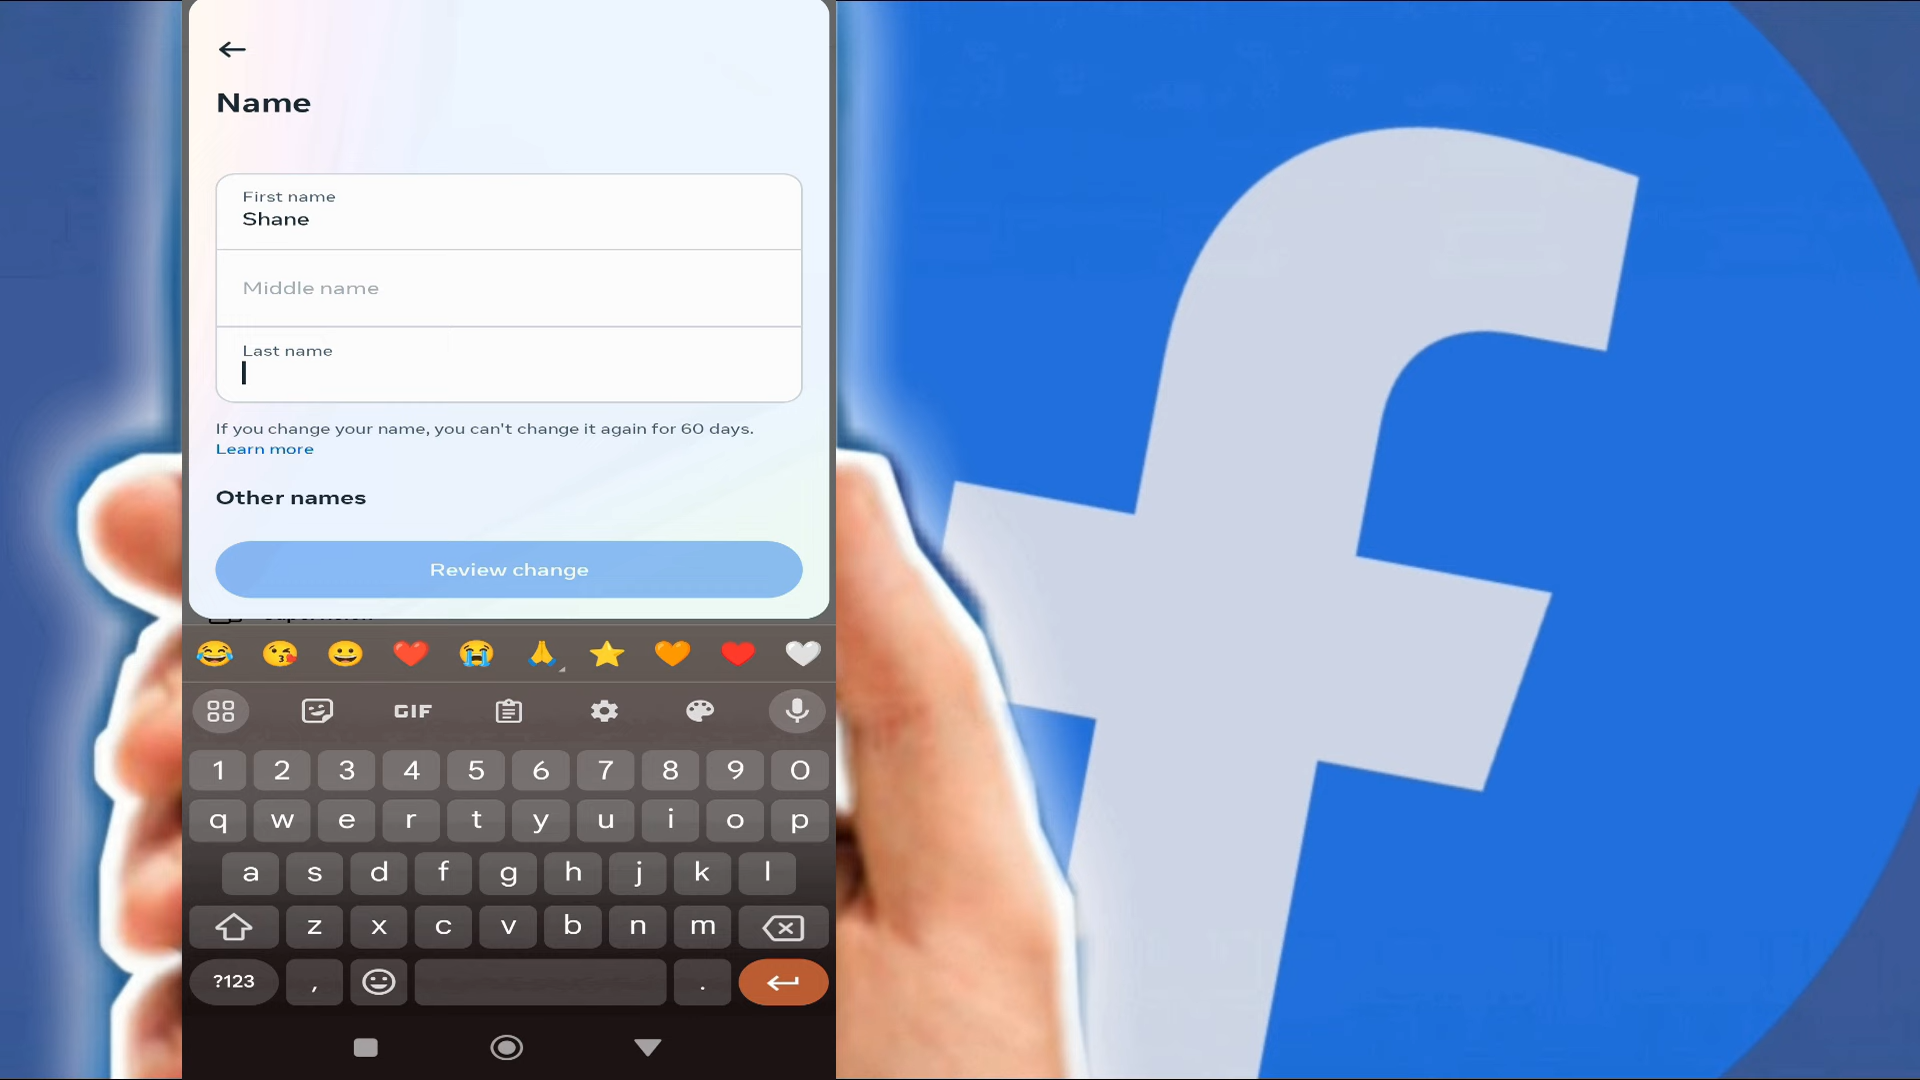 Name
First name
Shane
Middle name
Last name
If you change your name, you can't change it again for 60 days.
Learn more
Other names
Review change
GIF
1 2 3 4 5 6 7 8 9 0
q w e r t y u i o p
a s d f g h j k l
z x c v b n m
?123 , .
f